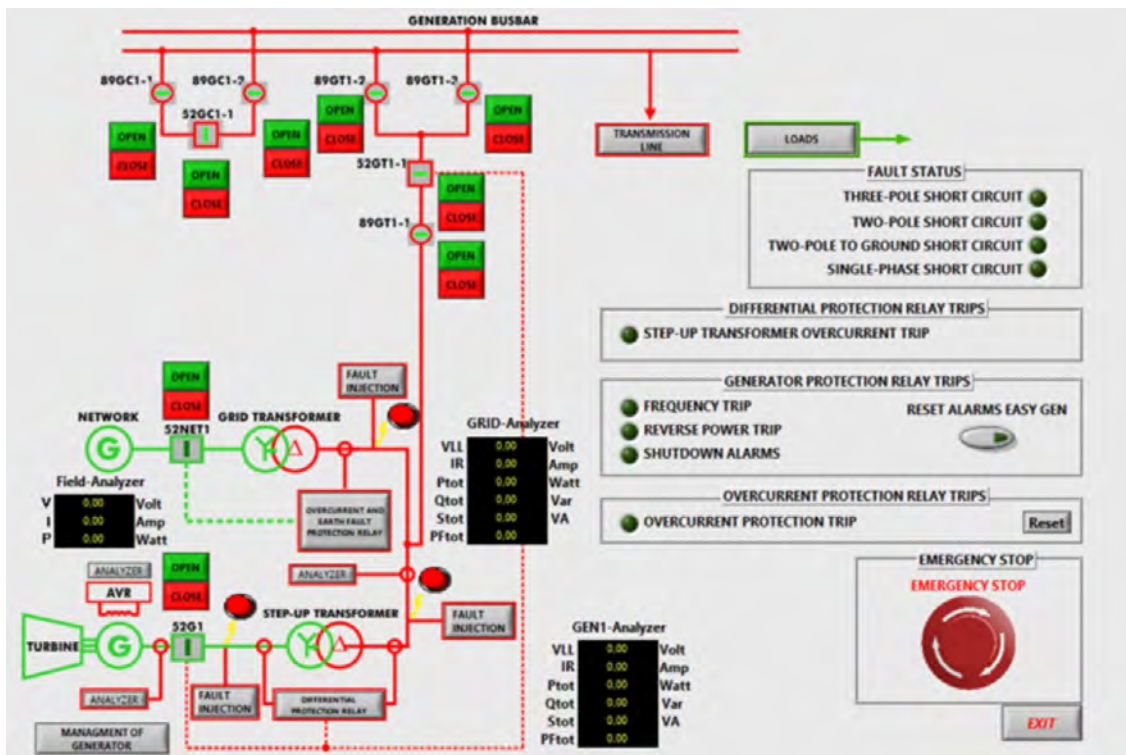 GENERATION BUSBAR
89GC1-1
89GC1-2
89GT1-2
89GT1-2
52GC1-1
OPEN
CLOSE
OPEN
CLOSE
OPEN
CLOSE
OPEN
CLOSE
OPEN
CLOSE
TRANSMISSION
LINE
LOADS
52GT1-1
OPEN
CLOSE
89GT1-1
OPEN
CLOSE
FAULT STATUS
THREE-POLE SHORT CIRCUIT
TWO-POLE SHORT CIRCUIT
TWO-POLE TO GROUND SHORT CIRCUIT
SINGLE-PHASE SHORT CIRCUIT
DIFFERENTIAL PROTECTION RELAY TRIPS
STEP-UP TRANSFORMER OVERCURRENT TRIP
GENERATOR PROTECTION RELAY TRIPS
FREQUENCY TRIP
REVERSE POWER TRIP
SHUTDOWN ALARMS
RESET ALARMS EASY GEN
OVERCURRENT PROTECTION RELAY TRIPS
OVERCURRENT PROTECTION TRIP
Reset
EMERGENCY STOP
EMERGENCY STOP
EXIT
OPEN
CLOSE
FAULT
INJECTION
NETWORK
52NET1
GRID TRANSFORMER
G
Y
Δ
Field-Analyzer
V 0.00 Volt
I 0.00 Amp
P 0.00 Watt
OVERCURRENT AND
EARTH FAULT
PROTECTION RELAY
GRID-Analyzer
VLL 0.00 Volt
IR 0.00 Amp
Ptot 0.00 Watt
Qtot 0.00 Var
Stot 0.00 VA
PFtot 0.00
ANALYZER
AVR
OPEN
CLOSE
ANALYZER
52G1
STEP-UP TRANSFORMER
FAULT
INJECTION
TURBINE
G
Y
Δ
ANALYZER
FAULT
INJECTION
DIFFERENTIAL
PROTECTION RELAY
MANAGMENT OF
GENERATOR
GEN1-Analyzer
VLL 0.00 Volt
IR 0.00 Amp
Ptot 0.00 Watt
Qtot 0.00 Var
Stot 0.00 VA
PFtot 0.00